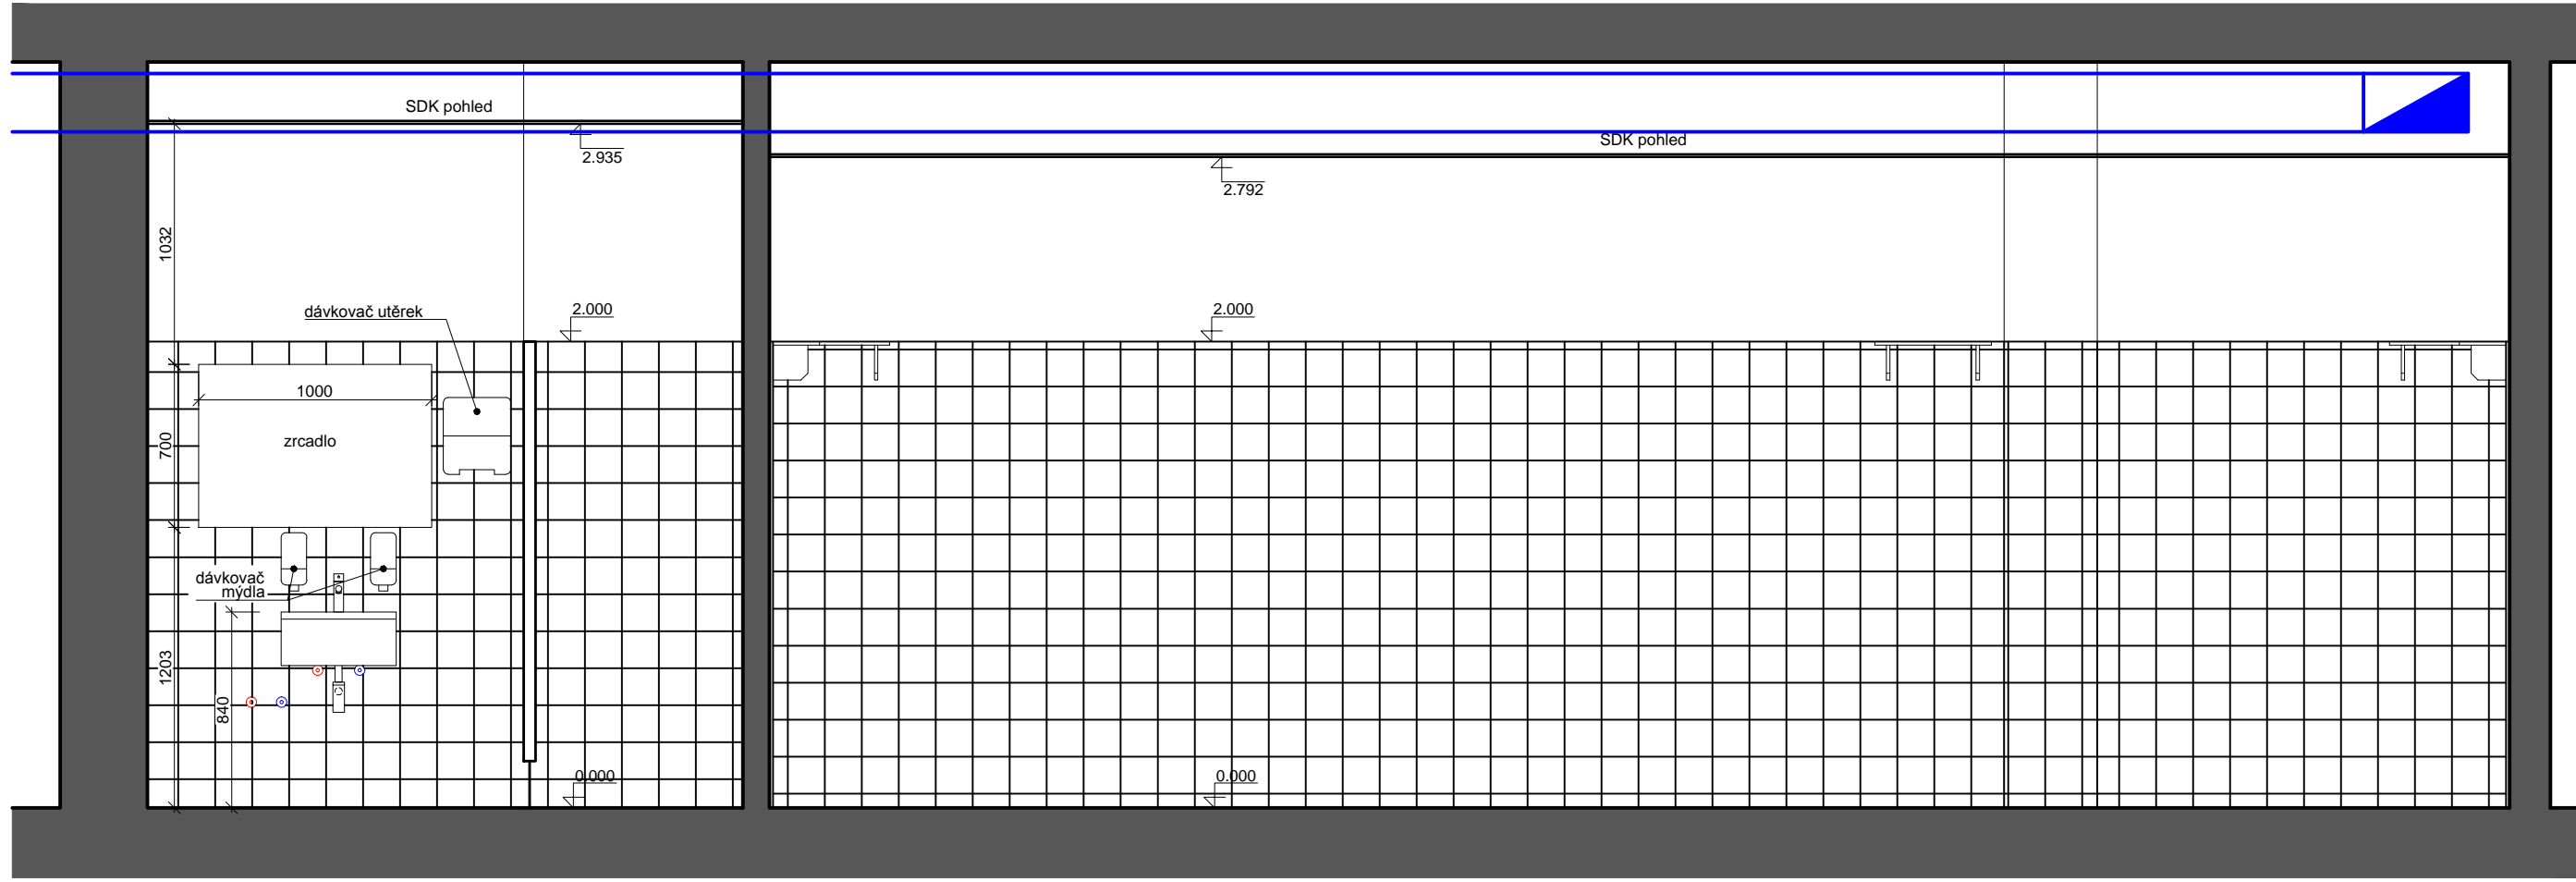 SDK pohled
SDK pohled
2.935
2.792
1032
dávkovač utěrek
2.000
2.000
1000
700
zrcadlo
dávkovač
mýdla
1203
840
0.000
0.000